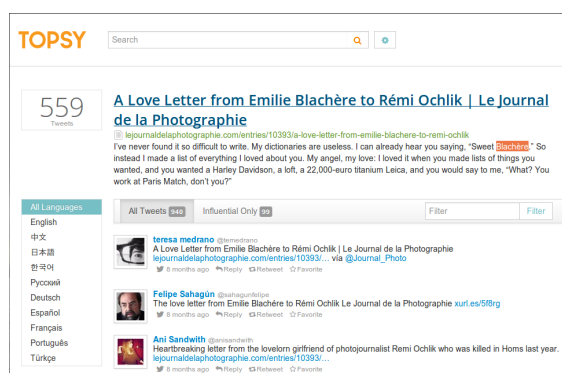 TOPSY
Search
559
Tweets
A Love Letter from Emilie Blachère to Rémi Ochlik | Le Journal
de la Photographie
lejournaldelaphotographie.com/entries/10393/a-love-letter-from-emilie-blachere-to-remi-ochlik
I've never found it so difficult to write. My dictionaries are useless. I can already hear you saying, “Sweet Blachère.” So
instead I made a list of everything I loved about you. My angel, my love: I loved it when you made lists of things you
wanted, and you wanted a Harley Davidson, a loft, a 22,000-euro titanium Leica, and you would say to me, “What? You
work at Paris Match, don't you?”
All Languages
English
中文
日本語
한국어
Русский
Deutsch
Español
Français
Português
Türkçe
All Tweets 940
Influential Only 99
Filter
Filter
teresa medrano @temedrano
A Love Letter from Emilie Blachère to Rémi Ochlik | Le Journal de la Photographie
lejournaldelaphotographie.com/entries/10393/… via @Journal_Photo
8 months ago Reply Retweet Favorite
Felipe Sahagún @sahagunfelipe
The love letter from Emilie Blachère to Rémi Ochlik Le Journal de la Photographie xurl.es/5f8rg
8 months ago Reply Retweet Favorite
Ani Sandwith @anisandwith
Heartbreaking letter from the lovelorn girlfriend of photojournalist Remi Ochlik who was killed in Homs last year.
lejournaldelaphotographie.com/entries/10393/…
8 months ago Reply Retweet Favorite